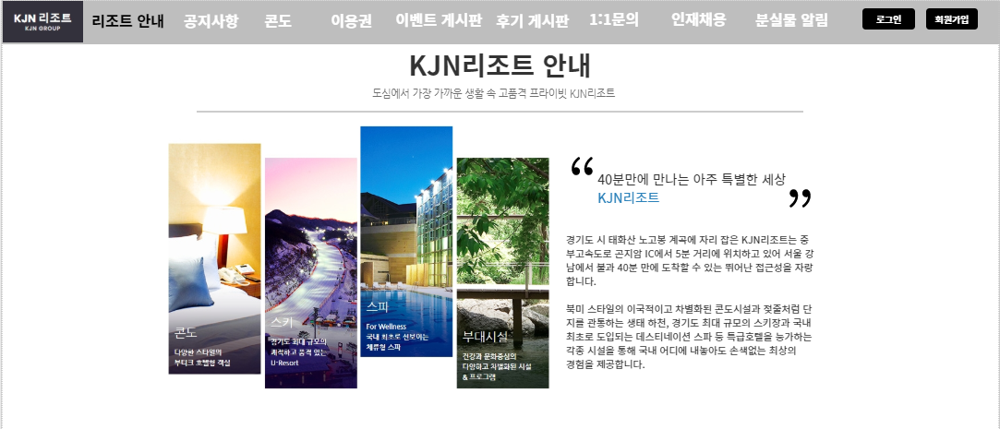 KJN 리조트
KJN GROUP
리조트 안내
공지사항
콘도
이용권
이벤트 게시판
후기 게시판
1:1문의
인재채용
분실물 알림
로그인
회원가입
KJN리조트 안내
도심에서 가장 가까운 생활 속 고품격 프라이빗 KJN리조트
콘도
다양한 스타일의
부티크 호텔형 객실
스키
경기도 최대 규모의
쾌적하고 품격 있는
U-Resort
스파
For Wellness
국내 최초로 선보이는
체류형 스파
부대시설
건강과 문화중심의
다양하고 차별화된 시설
& 프로그램
“
40분만에 만나는 아주 특별한 세상
KJN리조트
”
경기도 시 태화산 노고봉 계곡에 자리 잡은 KJN리조트는 중
부고속도로 곤지암 IC에서 5분 거리에 위치하고 있어 서울 강
남에서 불과 40분 만에 도착할 수 있는 뛰어난 접근성을 자랑
합니다.
북미 스타일의 이국적이고 차별화된 콘도시설과 젖줄처럼 단
지를 관통하는 생태 하천, 경기도 최대 규모의 스키장과 국내
최초로 도입되는 데스티네이션 스파 등 특급호텔을 능가하는
각종 시설을 통해 국내 어디에 내놓아도 손색없는 최상의
경험을 제공합니다.